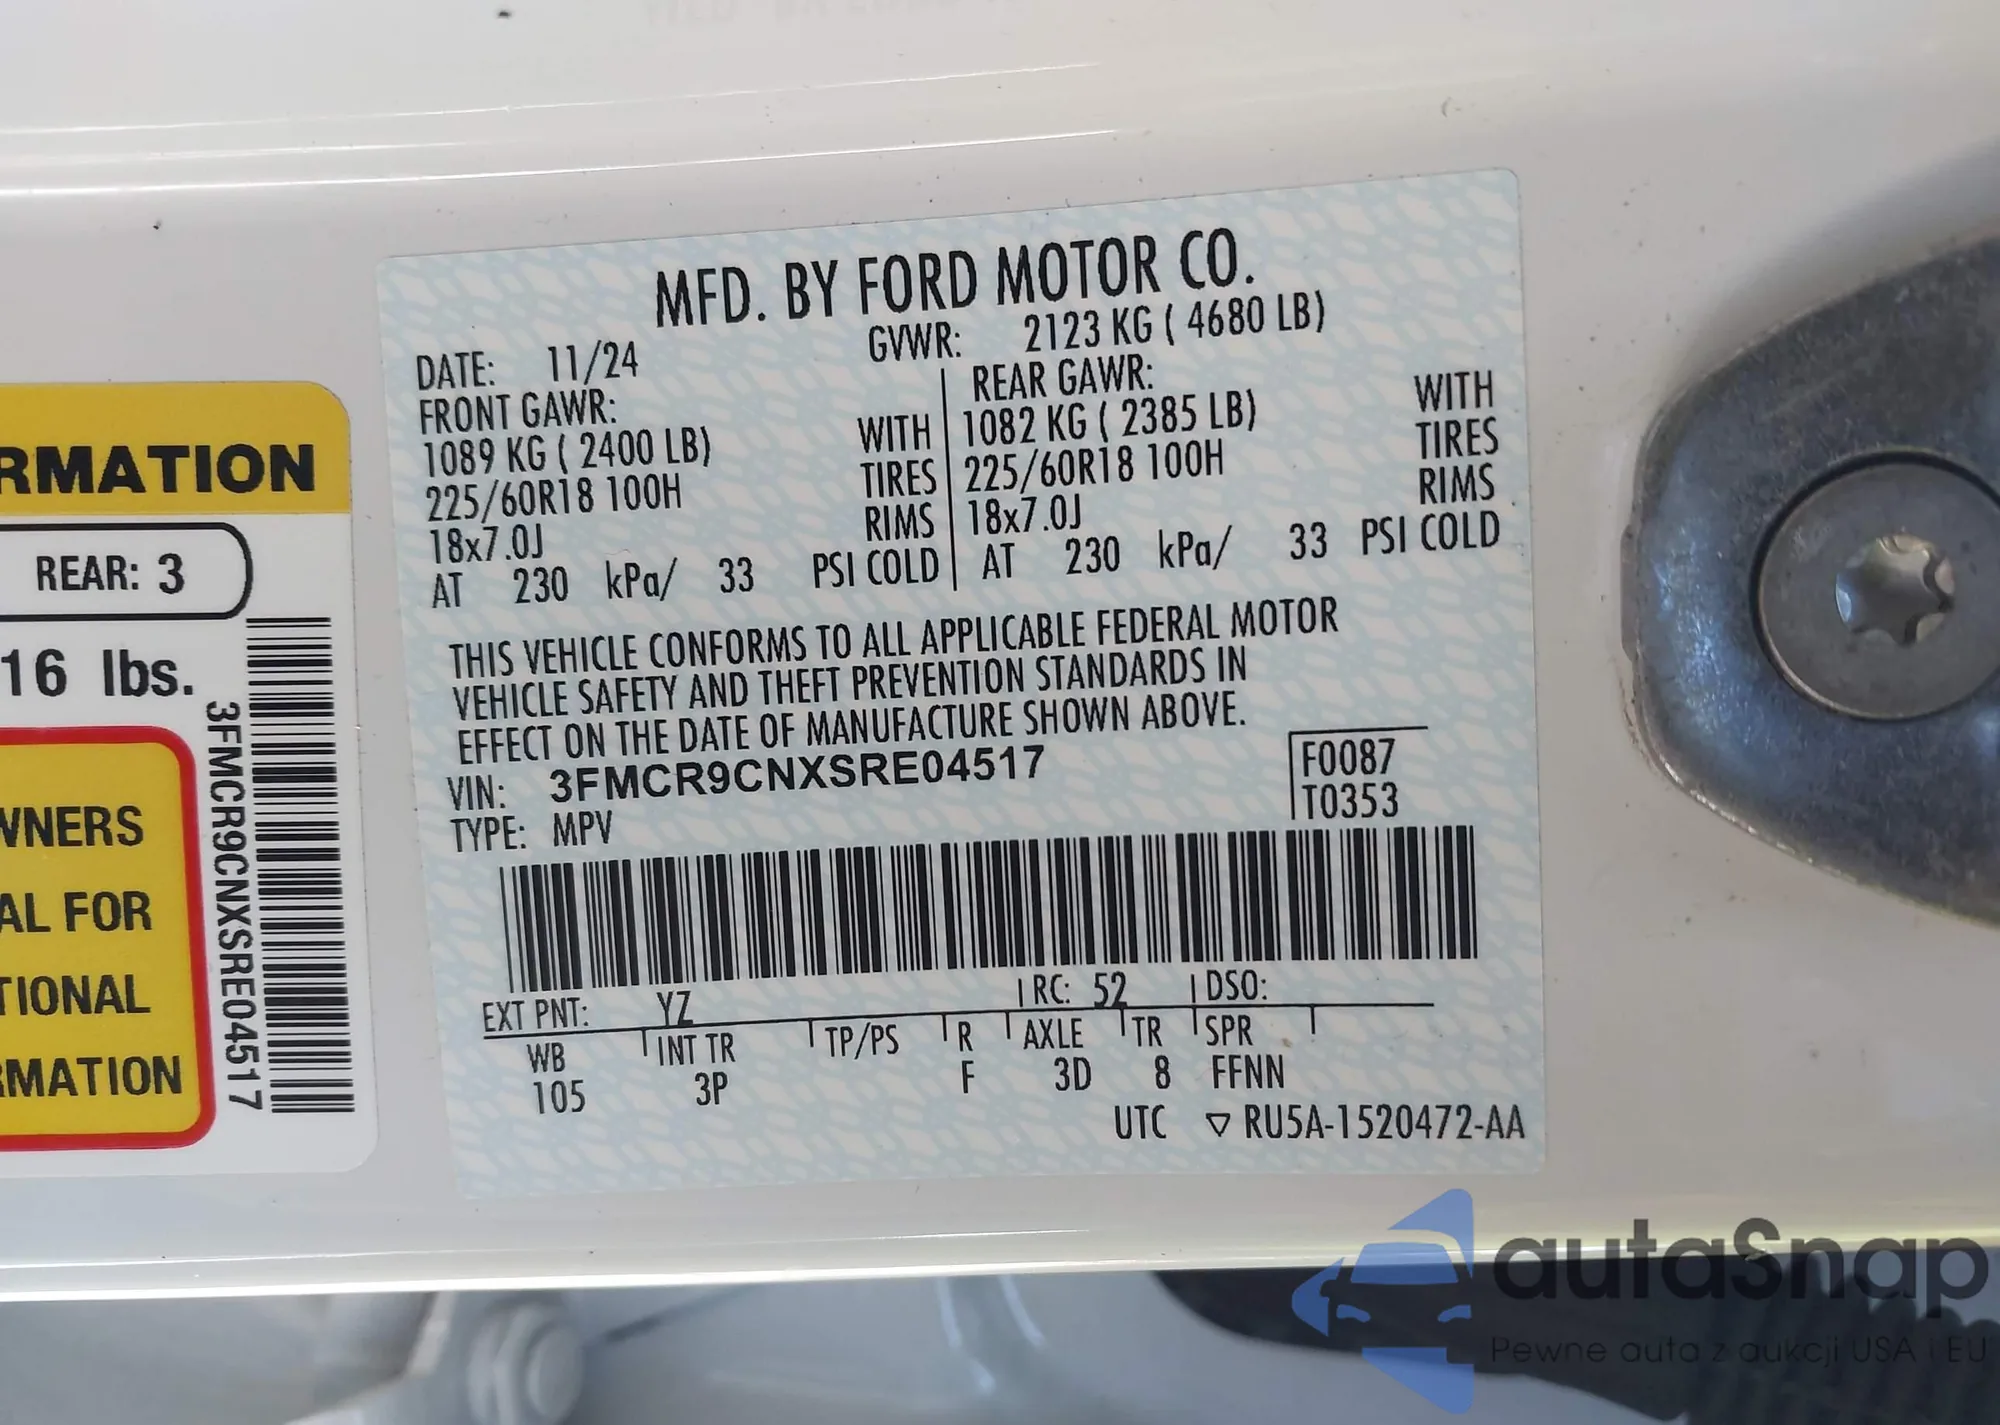 MFD. BY FORD MOTOR CO.
DATE: 11/24 GVWR: 2123 KG ( 4680 LB)
FRONT GAWR: REAR GAWR:
1089 KG ( 2400 LB) WITH 1082 KG ( 2385 LB) WITH
225/60R18 100H TIRES 225/60R18 100H TIRES
18x7.0J RIMS 18x7.0J RIMS
AT 230 kPa/ 33 PSI COLD AT 230 kPa/ 33 PSI COLD
THIS VEHICLE CONFORMS TO ALL APPLICABLE FEDERAL MOTOR
VEHICLE SAFETY AND THEFT PREVENTION STANDARDS IN
EFFECT ON THE DATE OF MANUFACTURE SHOWN ABOVE.
VIN: 3FMCR9CNXSRE04517 F0087
TYPE: MPV T0353
EXT PNT: YZ RC: 52 DSO:
WB INT TR TP/PS R AXLE TR SPR
105 3P F 3D 8 FFNN
UTC ▽ RU5A-1520472-AA
RMATION
REAR: 3
16 lbs.
WNERS
AL FOR
TIONAL
RMATION
3FMCR9CNXSRE04517
autaSnap
Pewne auta z aukcji USA i EU